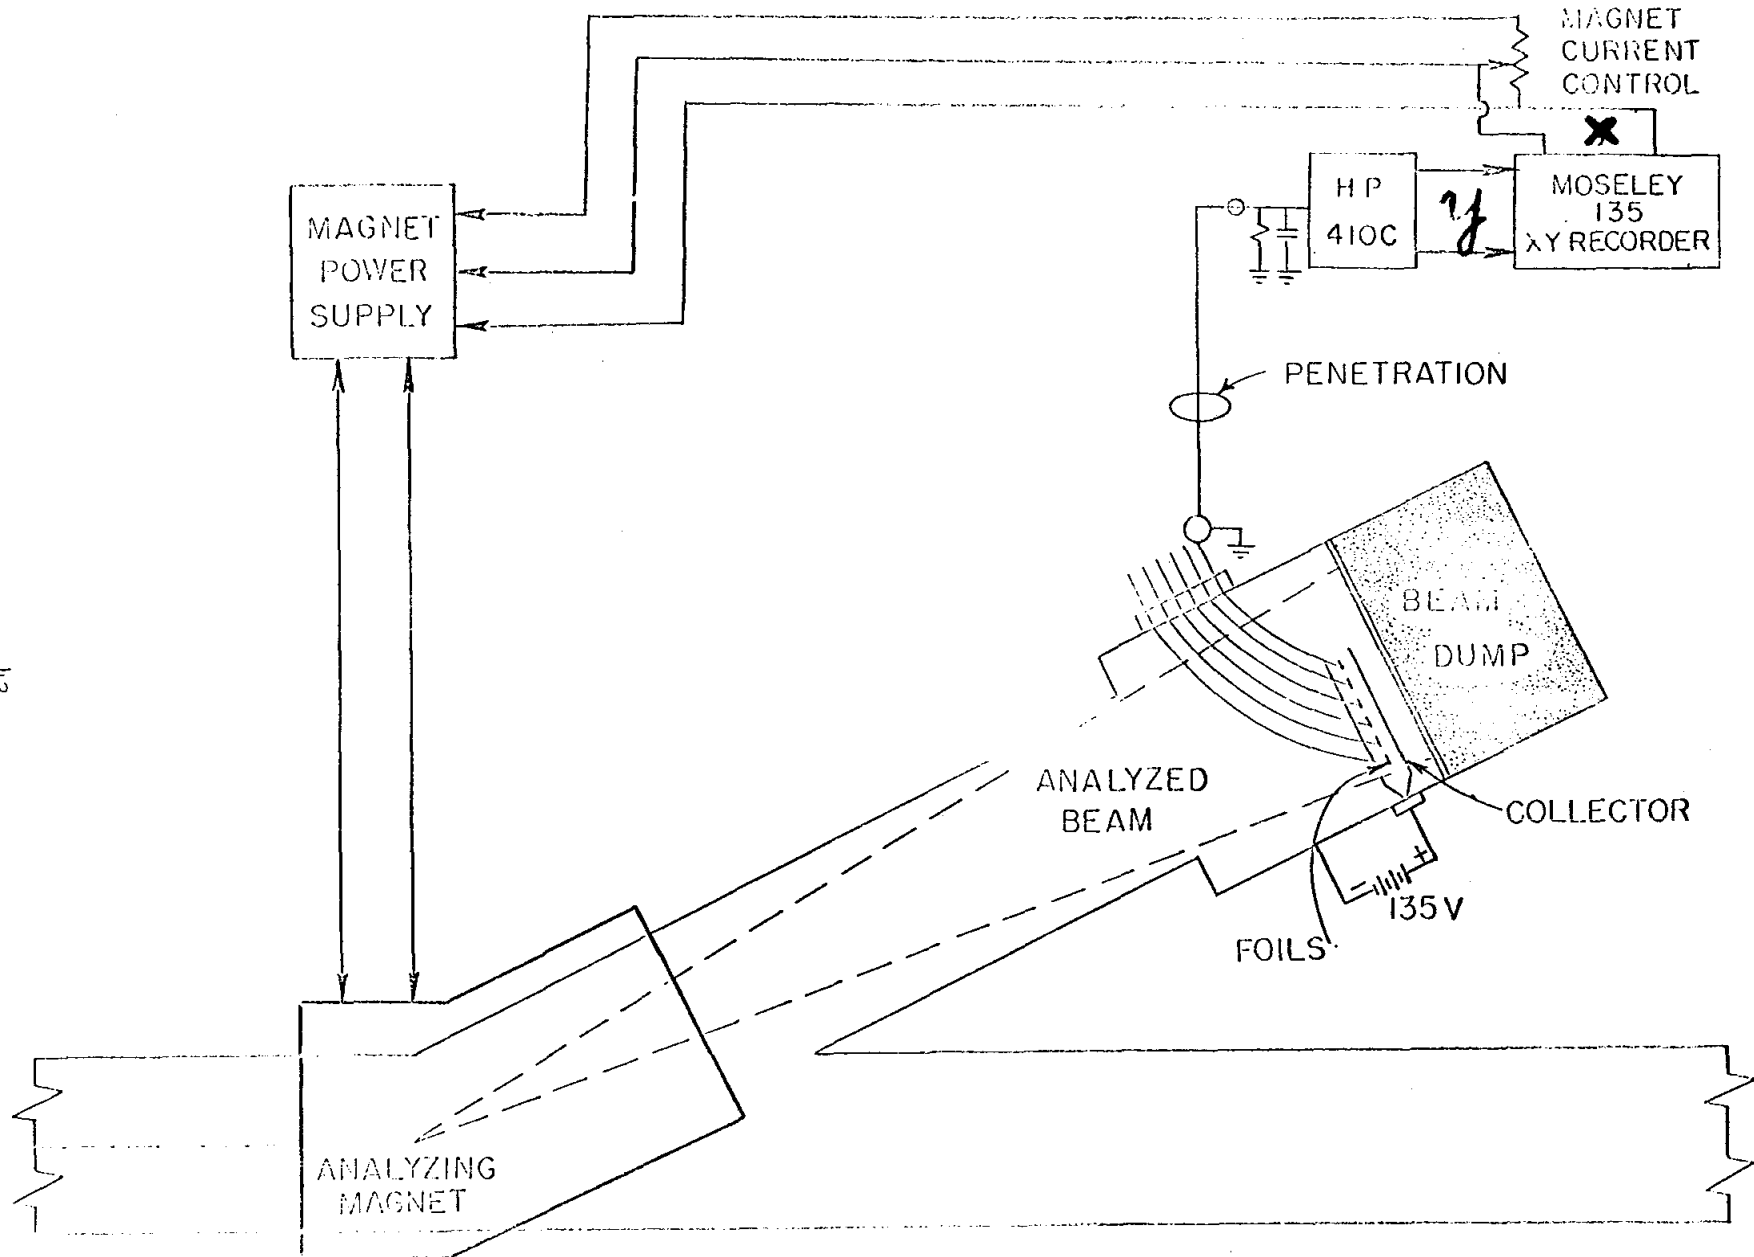 MAGNET
CURRENT
CONTROL
X
MAGNET
POWER
SUPPLY
HP
410C
y
MOSELEY
135
XY RECORDER
PENETRATION
BEAM
DUMP
ANALYZED
BEAM
COLLECTOR
+
−
135V
FOILS
ANALYZING
MAGNET